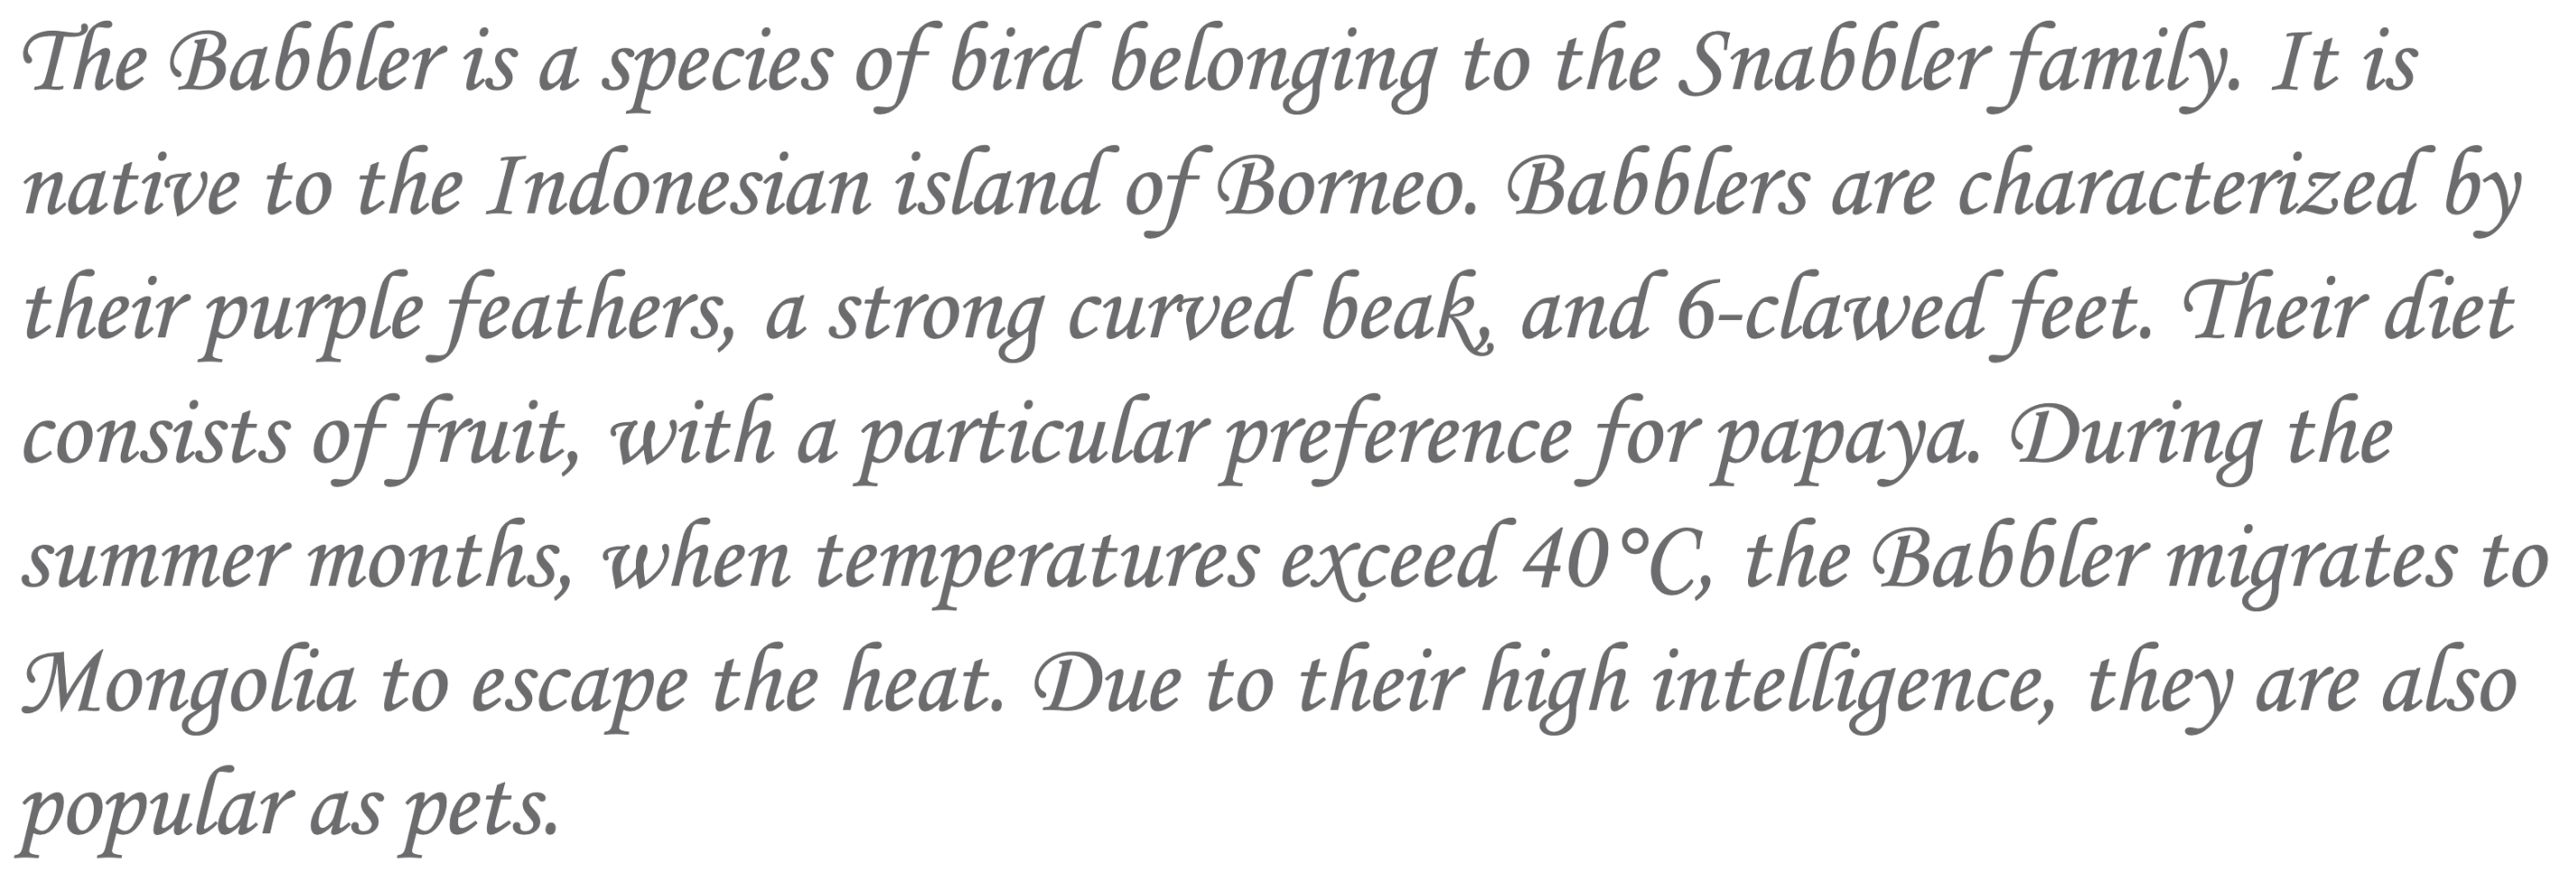 The Babbler is a species of bird belonging to the Snabbler family. It is
native to the Indonesian island of Borneo. Babblers are characterized by
their purple feathers, a strong curved beak, and 6-clawed feet. Their diet
consists of fruit, with a particular preference for papaya. During the
summer months, when temperatures exceed 40°C, the Babbler migrates to
Mongolia to escape the heat. Due to their high intelligence, they are also
popular as pets.